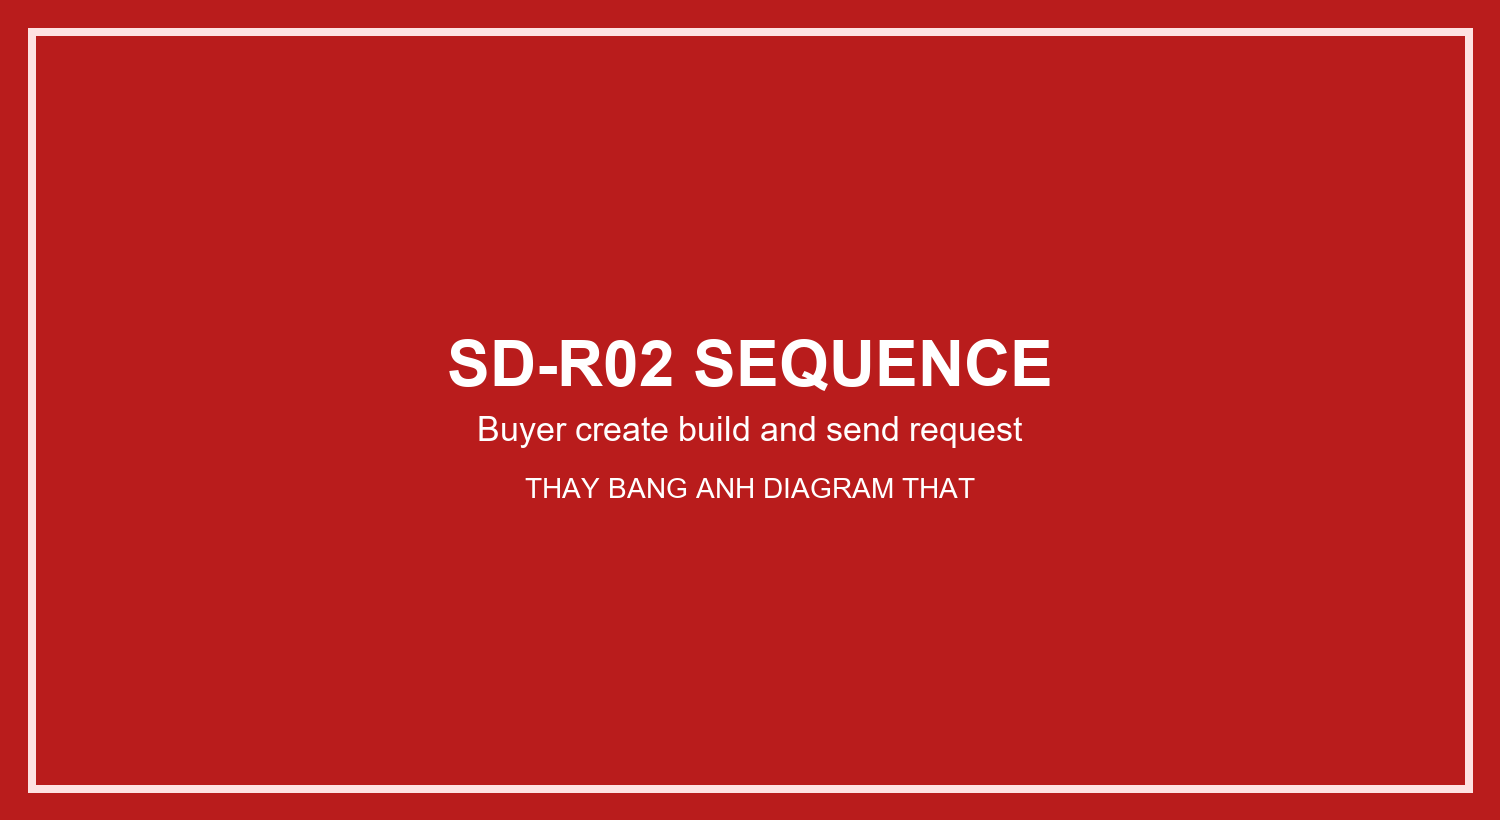 SD-R02 SEQUENCE
Buyer create build and send request
THAY BANG ANH DIAGRAM THAT